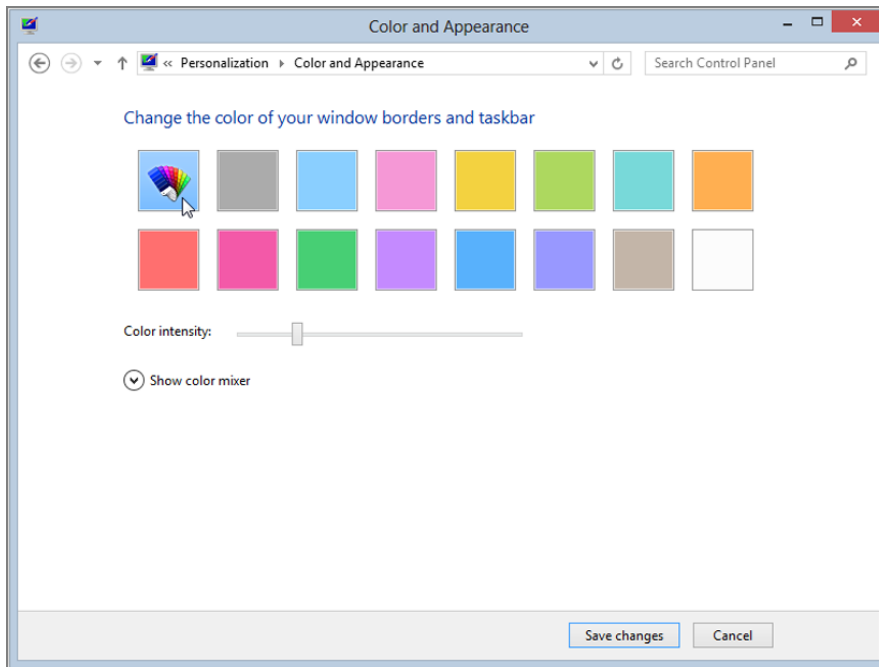 Color and Appearance
« Personalization Color and Appearance Search Control Panel
Change the color of your window borders and taskbar
Color intensity:
Show color mixer
Save changes Cancel